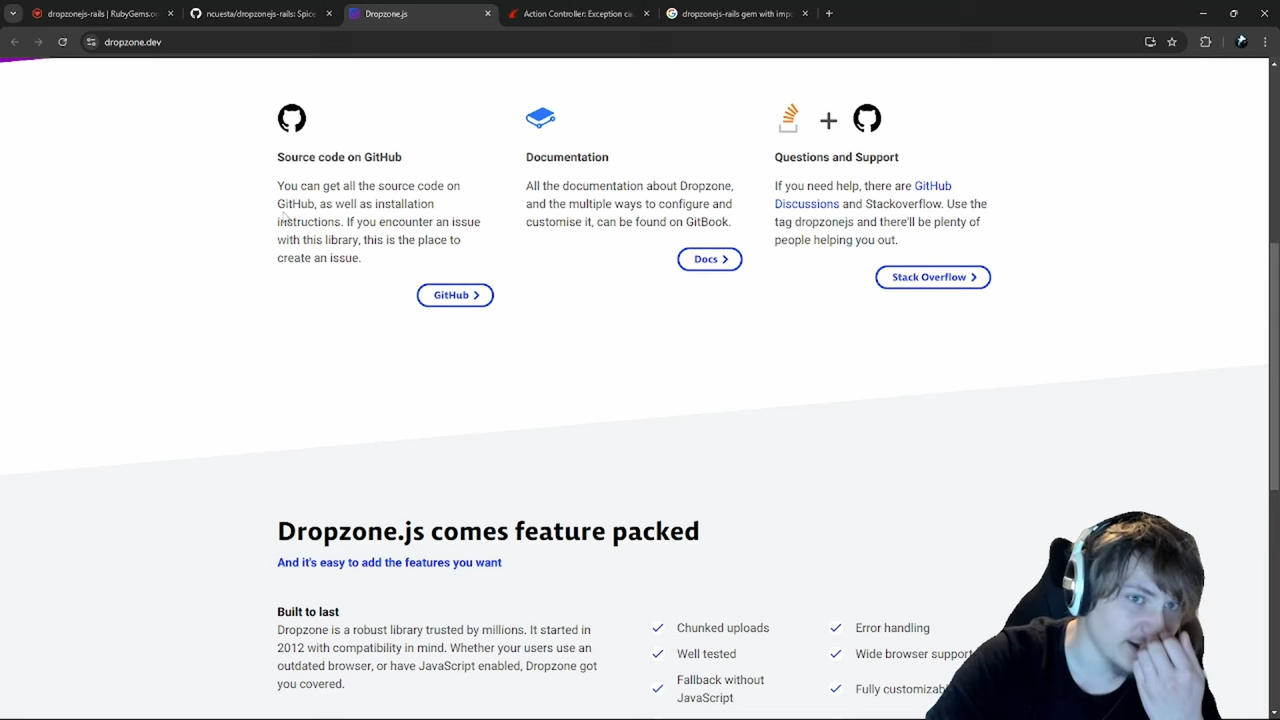 dropzonejs-rails | RubyGems.o
ncuesta/dropzonejs-rails: Spice
Dropzone.js
Action Controller: Exception ca
dropzonejs-rails gem with imp
dropzone.dev
Source code on GitHub
You can get all the source code on
GitHub, as well as installation
instructions. If you encounter an issue
with this library, this is the place to
create an issue.
GitHub
Documentation
All the documentation about Dropzone,
and the multiple ways to configure and
customise it, can be found on GitBook.
Docs
Questions and Support
If you need help, there are GitHub
Discussions and Stackoverflow. Use the
tag dropzonejs and there'll be plenty of
people helping you out.
Stack Overflow
Dropzone.js comes feature packed
And it's easy to add the features you want
Built to last
Dropzone is a robust library trusted by millions. It started in
2012 with compatibility in mind. Whether your users use an
outdated browser, or have JavaScript enabled, Dropzone got
you covered.
Chunked uploads
Well tested
Fallback without
JavaScript
Error handling
Wide browser support
Fully customizab